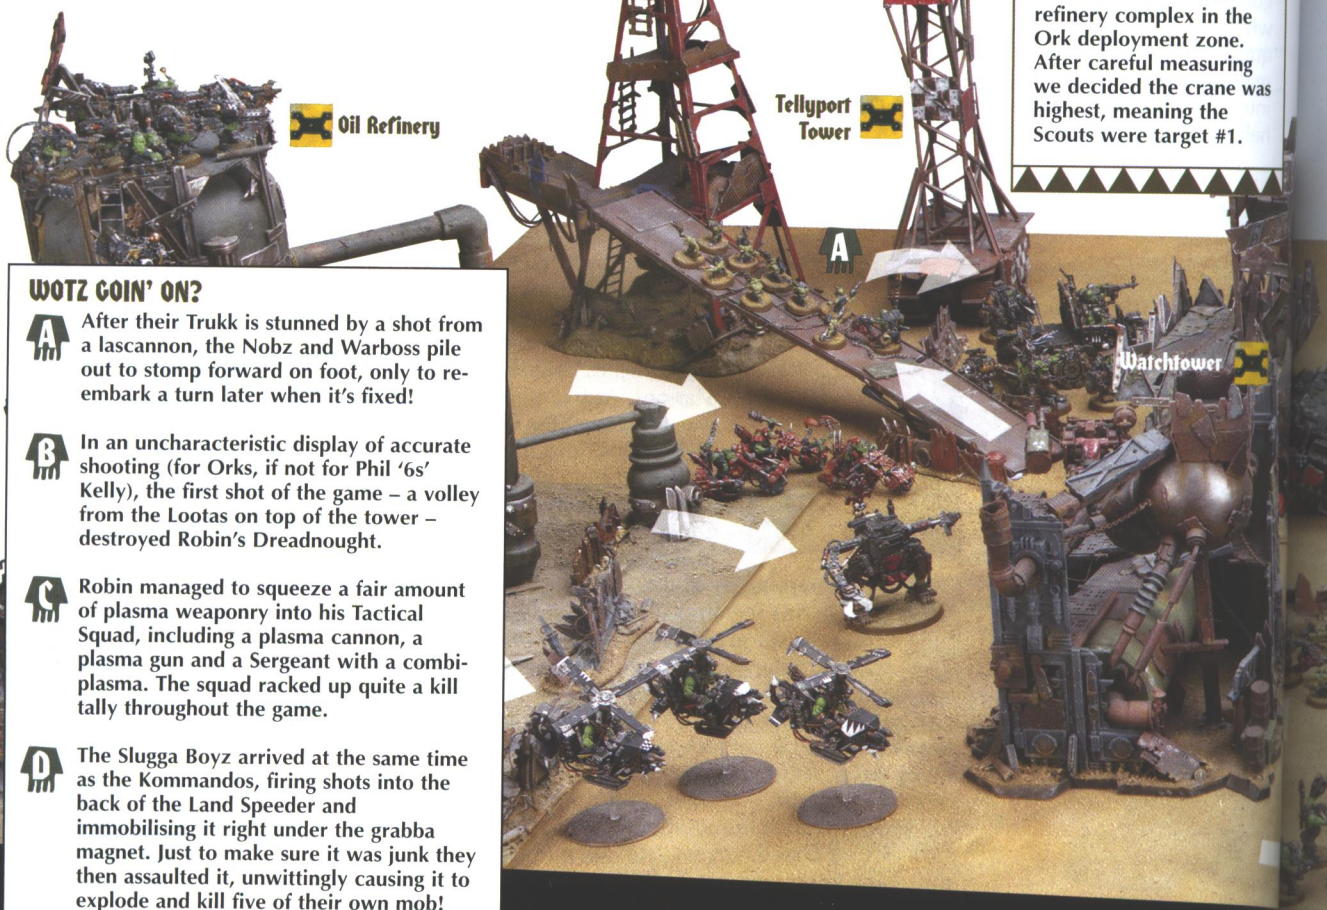 refinery complex in the
Ork deployment zone.
After careful measuring
we decided the crane was
highest, meaning the
Scouts were target #1.
Oil Refinery
Tellyport
Tower
A
Watchtower
WOTZ GOIN' ON?
A
After their Trukk is stunned by a shot from
a lascannon, the Nobz and Warboss pile
out to stomp forward on foot, only to re-
embark a turn later when it's fixed!
B
In an uncharacteristic display of accurate
shooting (for Orks, if not for Phil '6s'
Kelly), the first shot of the game – a volley
from the Lootas on top of the tower –
destroyed Robin's Dreadnought.
C
Robin managed to squeeze a fair amount
of plasma weaponry into his Tactical
Squad, including a plasma cannon, a
plasma gun and a Sergeant with a combi-
plasma. The squad racked up quite a kill
tally throughout the game.
D
The Slugga Boyz arrived at the same time
as the Kommandos, firing shots into the
back of the Land Speeder and
immobilising it right under the grabba
magnet. Just to make sure it was junk they
then assaulted it, unwittingly causing it to
explode and kill five of their own mob!